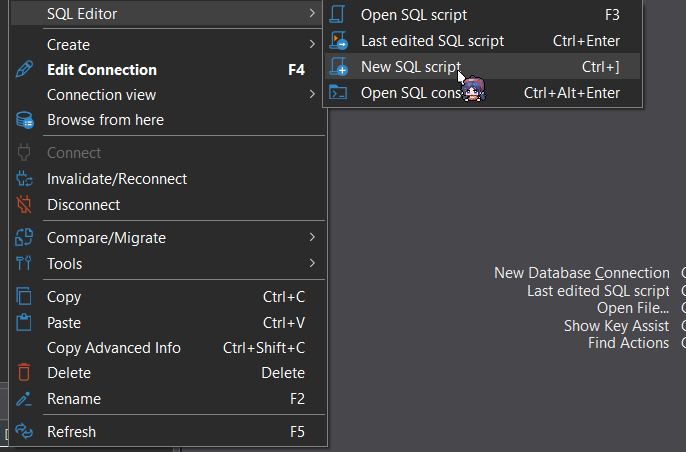 SQL Editor
Create
Edit Connection F4
Connection view
Browse from here
Connect
Invalidate/Reconnect
Disconnect
Compare/Migrate
Tools
Copy Ctrl+C
Paste Ctrl+V
Copy Advanced Info Ctrl+Shift+C
Delete Delete
Rename F2
Refresh F5
Open SQL script F3
Last edited SQL script Ctrl+Enter
New SQL script Ctrl+]
Open SQL Ctrl+Alt+Enter
New Database Connection
Last edited SQL script
Open File...
Show Key Assist
Find Actions